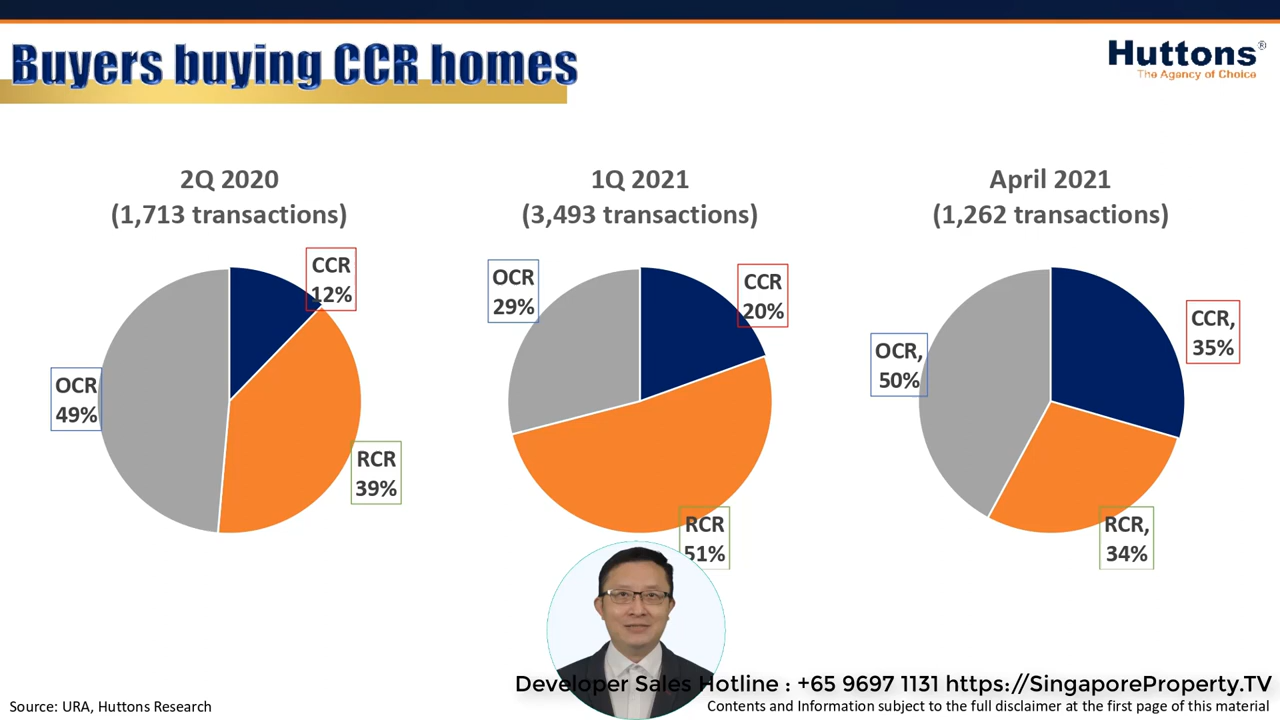 Buyers buying CCR homes
Huttons®
The Agency of Choice
2Q 2020
(1,713 transactions)
CCR
12%
OCR
49%
RCR
39%
1Q 2021
(3,493 transactions)
OCR
29%
CCR
20%
RCR
51%
April 2021
(1,262 transactions)
CCR,
35%
OCR,
50%
RCR,
34%
Developer Sales Hotline : +65 9697 1131 https://SingaporeProperty.TV
Source: URA, Huttons Research
Contents and Information subject to the full disclaimer at the first page of this material